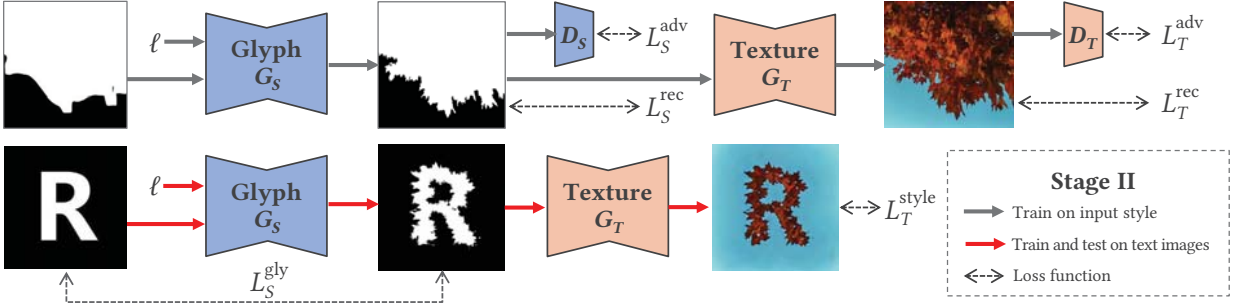 ℓ
Glyph
G_S
D_S
L_S^adv
L_S^rec
Texture
G_T
D_T
L_T^adv
L_T^rec
R
ℓ
Glyph
G_S
L_S^gly
R
Texture
G_T
R
L_T^style
Stage II
Train on input style
Train and test on text images
Loss function